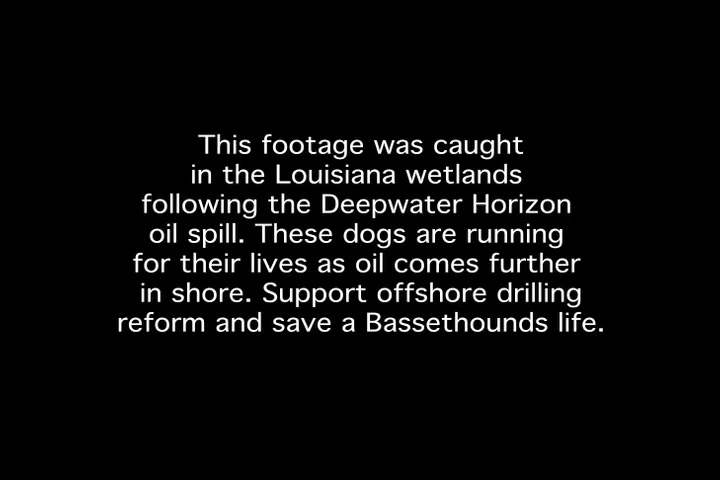 This footage was caught
in the Louisiana wetlands
following the Deepwater Horizon
oil spill. These dogs are running
for their lives as oil comes further
in shore. Support offshore drilling
reform and save a Bassethounds life.